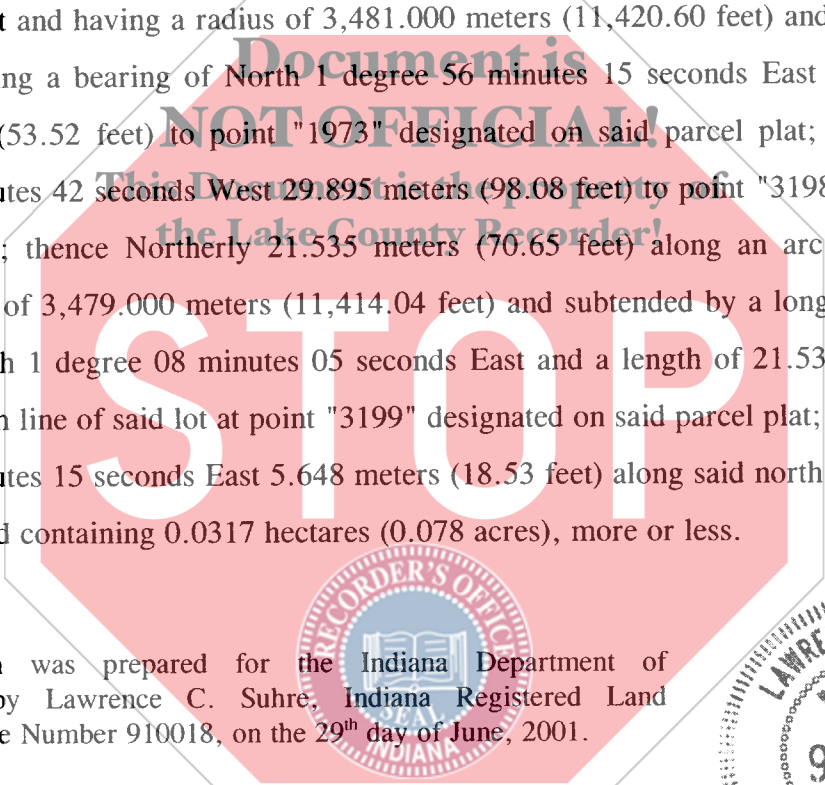 t and having a radius of 3,481.000 meters (11,420.60 feet) and
Document is
ng a bearing of North 1 degree 56 minutes 15 seconds East
NOT OFFICIAL!
(53.52 feet) to point "1973" designated on said parcel plat;
This Document is the property of
utes 42 seconds West 29.895 meters (98.08 feet) to point "3198
the Lake County Recorder!
; thence Northerly 21.535 meters (70.65 feet) along an arc
of 3,479.000 meters (11,414.04 feet) and subtended by a long
h 1 degree 08 minutes 05 seconds East and a length of 21.53
STOP
n line of said lot at point "3199" designated on said parcel plat;
utes 15 seconds East 5.648 meters (18.53 feet) along said north
d containing 0.0317 hectares (0.078 acres), more or less.
RECORDER'S OFFICE
SEAL
INDIANA
n was prepared for the Indiana Department of
by Lawrence C. Suhre, Indiana Registered Land
e Number 910018, on the 29th day of June, 2001.
LAWRE
9